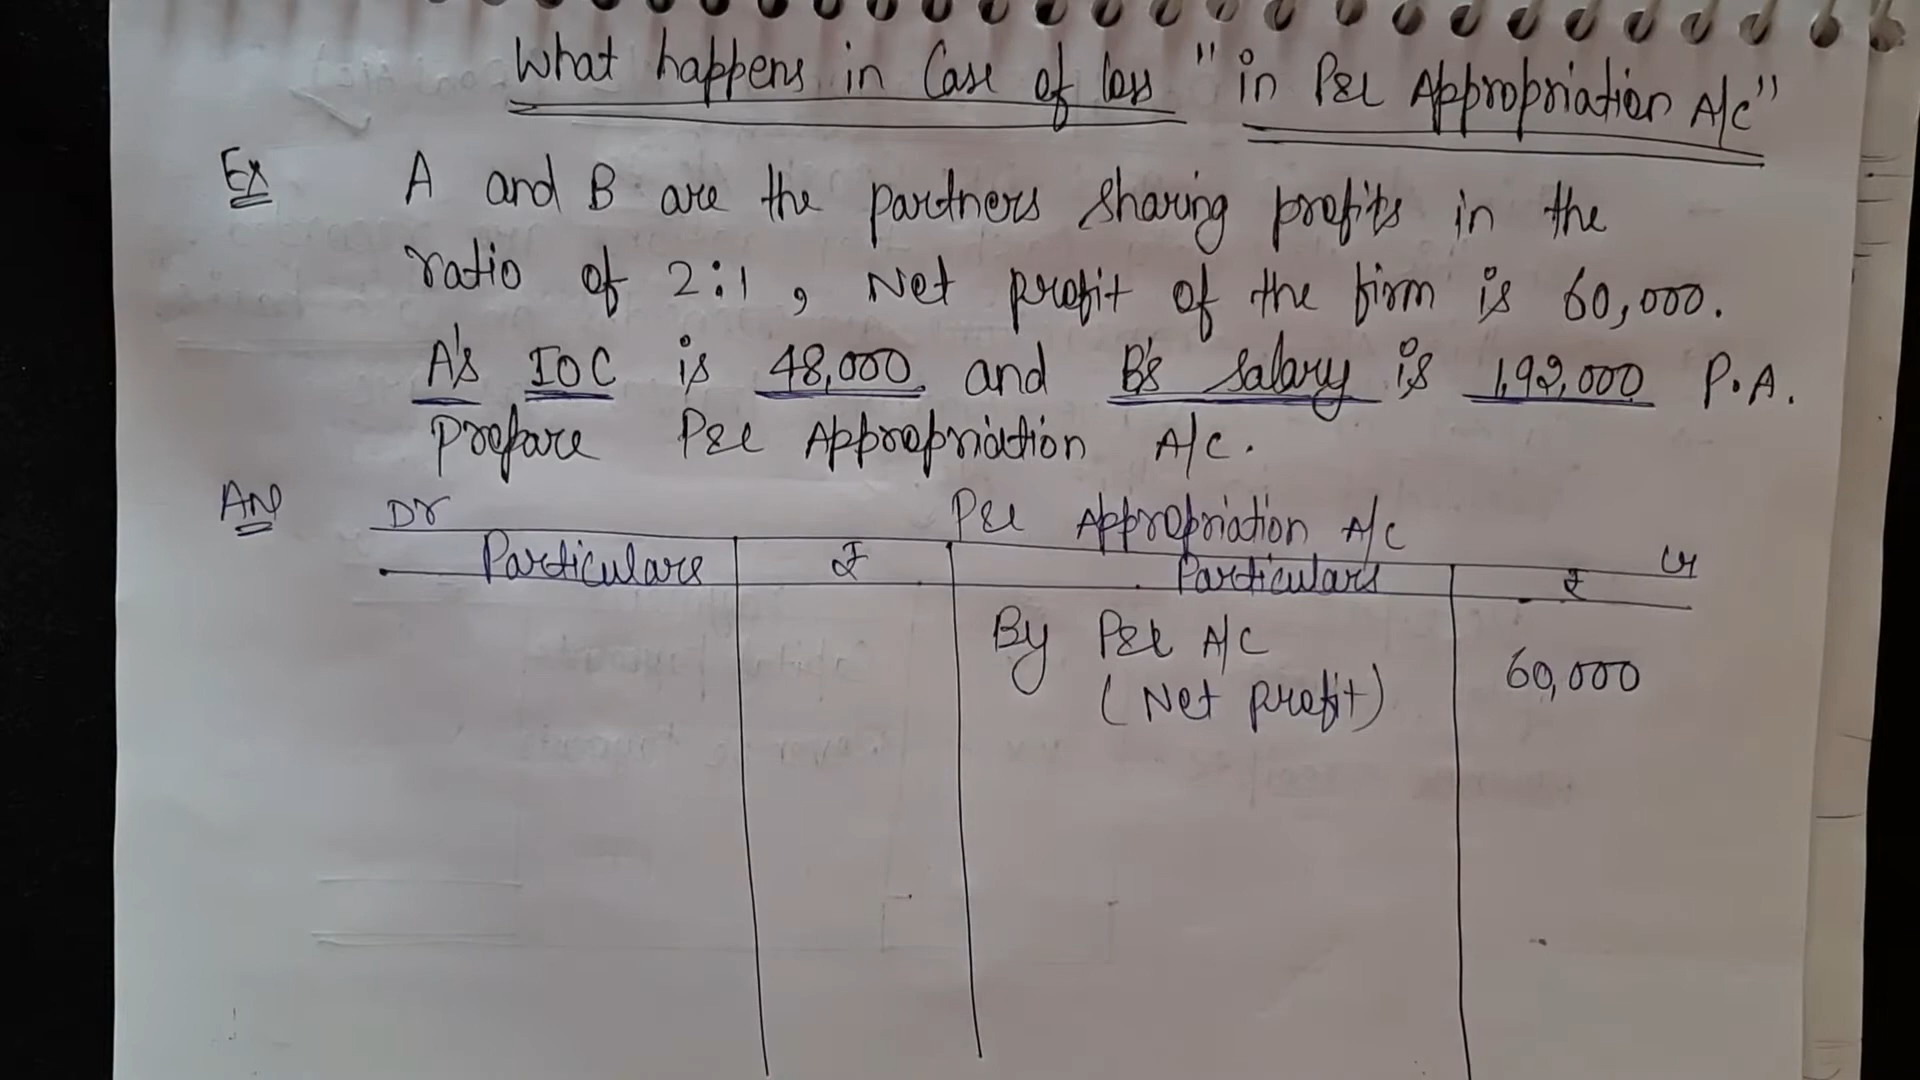 What happens in Case of loss "in P&L Appropriation A/c"
Ex A and B are the partners sharing profits in the
ratio of 2:1, Net profit of the firm is 60,000.
A's IOC is 48,000 and B's salary is 1,92,000 P.A.
Prepare P&L Appropriation A/c.
Ans
Dr P&L Appropriation A/c Cr
Particulars ₹ Particulars ₹
By P&L A/C
(Net profit) 60,000